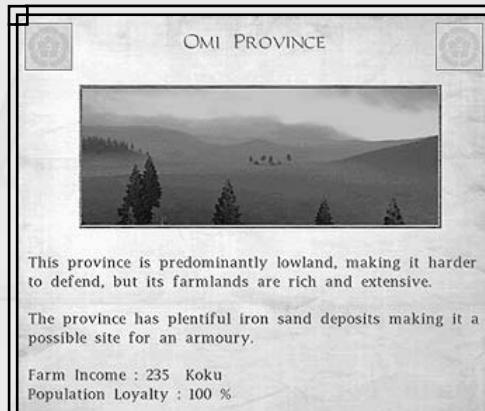 Omi Province
This province is predominantly lowland, making it harder
to defend, but its farmlands are rich and extensive.
The province has plentiful iron sand deposits making it a
possible site for an armoury.
Farm Income : 235 Koku
Population Loyalty : 100 %